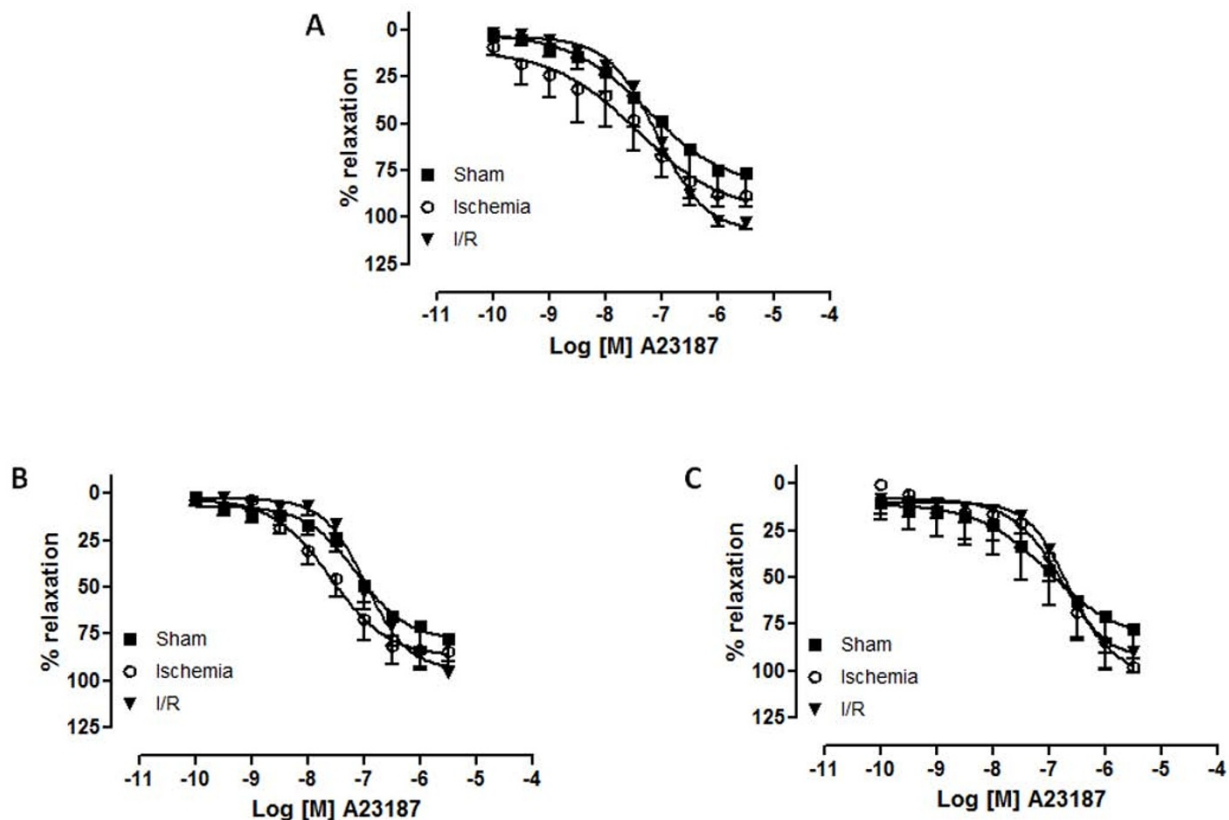 A
0
25
50
75
100
125
% relaxation
Sham
Ischemia
I/R
-11 -10 -9 -8 -7 -6 -5 -4
Log [M] A23187
B
0
25
50
75
100
125
% relaxation
Sham
Ischemia
I/R
-11 -10 -9 -8 -7 -6 -5 -4
Log [M] A23187
C
0
25
50
75
100
125
% relaxation
Sham
Ischemia
I/R
-11 -10 -9 -8 -7 -6 -5 -4
Log [M] A23187